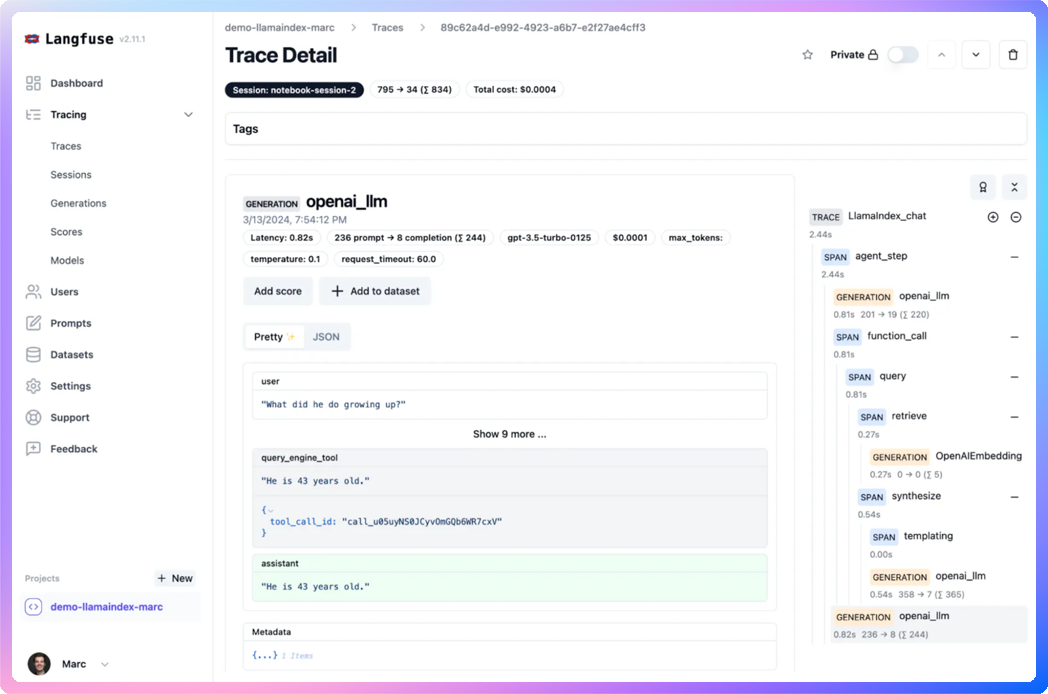 Langfuse v2.11.1
Dashboard
Tracing
Traces
Sessions
Generations
Scores
Models
Users
Prompts
Datasets
Settings
Support
Feedback
Projects
+ New
demo-llamaindex-marc
Marc
demo-llamaindex-marc > Traces > 89c62a4d-e992-4923-a6b7-e2f27ae4cff3
Trace Detail
Private
Session: notebook-session-2 795 → 34 (∑ 834) Total cost: $0.0004
Tags
GENERATION openai_llm
3/13/2024, 7:54:12 PM
Latency: 0.82s 236 prompt → 8 completion (∑ 244) gpt-3.5-turbo-0125 $0.0001 max_tokens:
temperature: 0.1 request_timeout: 60.0
Add score + Add to dataset
Pretty ✨ JSON
user
"What did he do growing up?"
Show 9 more ...
query_engine_tool
"He is 43 years old."
{
tool_call_id: "call_u05uyNS0JCyvOmGQb6WR7cxV"
}
assistant
"He is 43 years old."
Metadata
{...} 1 Items
TRACE LlamaIndex_chat
2.44s
SPAN agent_step
2.44s
GENERATION openai_llm
0.81s 201 → 19 (∑ 220)
SPAN function_call
0.81s
SPAN query
0.81s
SPAN retrieve
0.27s
GENERATION OpenAIEmbedding
0.27s 0 → 0 (∑ 5)
SPAN synthesize
0.54s
SPAN templating
0.00s
GENERATION openai_llm
0.54s 358 → 7 (∑ 365)
GENERATION openai_llm
0.82s 236 → 8 (∑ 244)